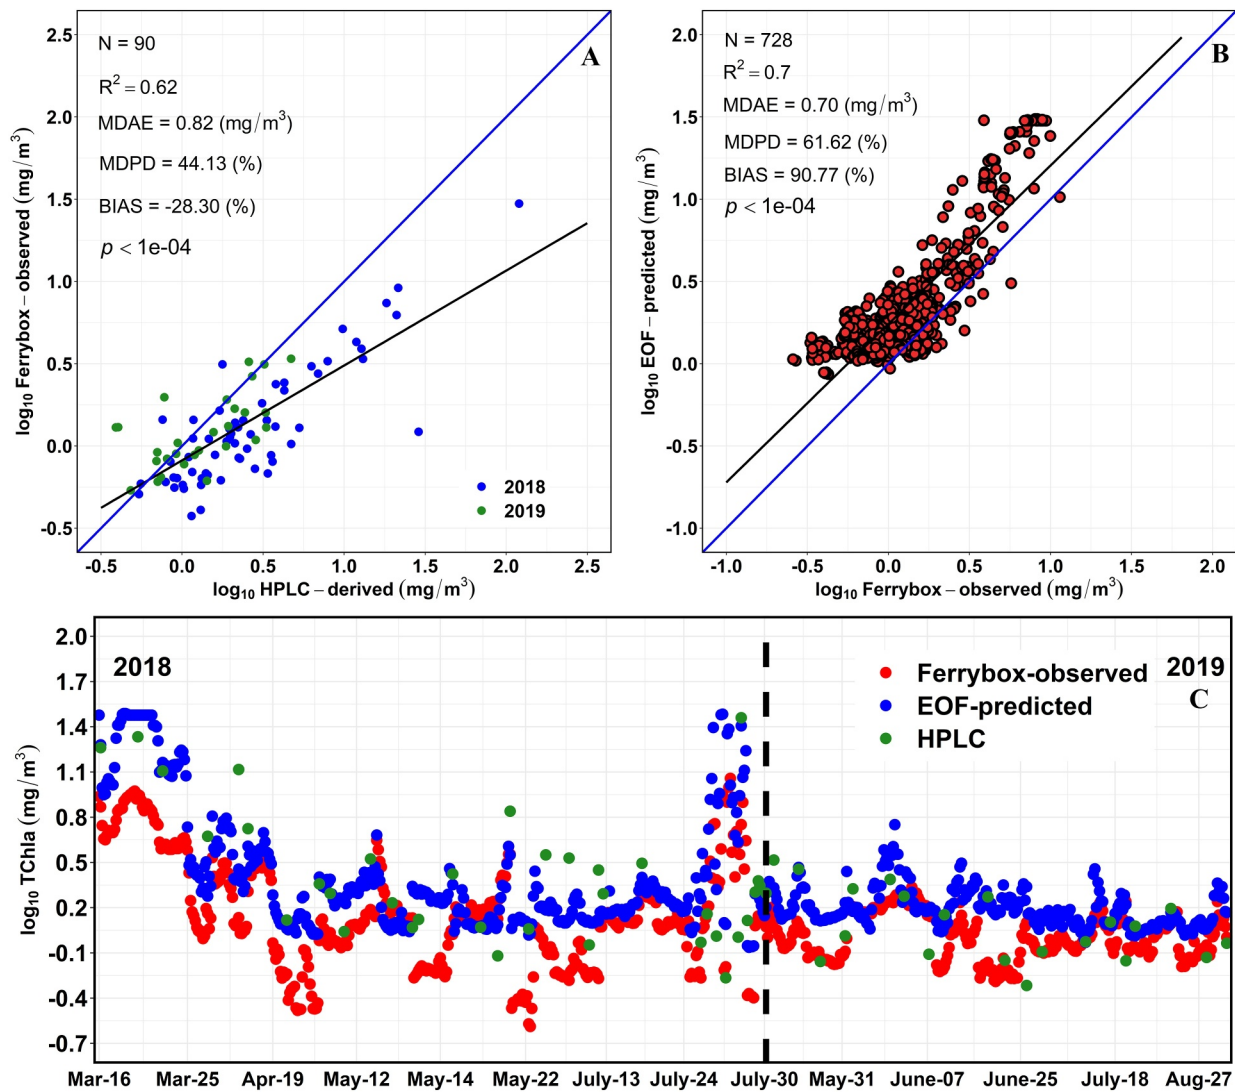 A
N = 90
R² = 0.62
MDAE = 0.82 (mg/m³)
MDPD = 44.13 (%)
BIAS = -28.30 (%)
p < 1e-04
2018
2019
2.5
2.0
1.5
1.0
0.5
0.0
-0.5
-0.5 0.0 0.5 1.0 1.5 2.0 2.5
log₁₀ Ferrybox – observed (mg/m³)
log₁₀ HPLC – derived (mg/m³)
B
N = 728
R² = 0.7
MDAE = 0.70 (mg/m³)
MDPD = 61.62 (%)
BIAS = 90.77 (%)
p < 1e-04
2.0
1.5
1.0
0.5
0.0
-0.5
-1.0
-1.0 -0.5 0.0 0.5 1.0 1.5 2.0
log₁₀ EOF – predicted (mg/m³)
log₁₀ Ferrybox – observed (mg/m³)
2018
2019
C
Ferrybox-observed
EOF-predicted
HPLC
2.0
1.7
1.4
1.1
0.8
0.5
0.2
-0.1
-0.4
-0.7
log₁₀ TChla (mg/m³)
Mar-16 Mar-25 Apr-19 May-12 May-14 May-22 July-13 July-24 July-30 May-31 June-07 June-25 July-18 Aug-27